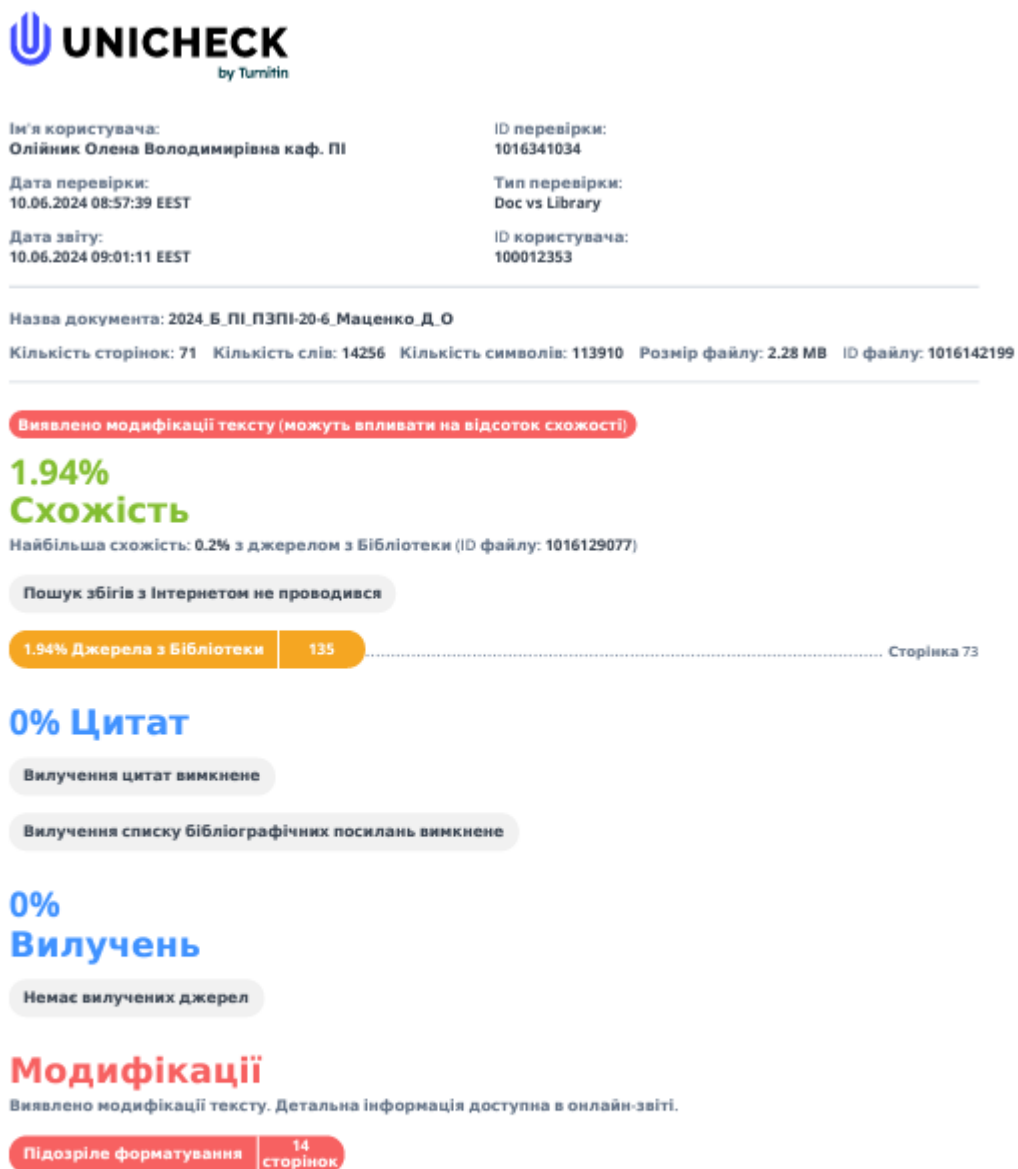 UNICHECK
by Turnitin
Ім'я користувача:
Олійник Олена Володимирівна каф. ПІ
ID перевірки:
1016341034
Дата перевірки:
10.06.2024 08:57:39 EEST
Тип перевірки:
Doc vs Library
Дата звіту:
10.06.2024 09:01:11 EEST
ID користувача:
100012353
Назва документа: 2024_Б_ПІ_ПЗПІ-20-6_Маценко_Д_О
Кількість сторінок: 71 Кількість слів: 14256 Кількість символів: 113910 Розмір файлу: 2.28 MB ID файлу: 1016142199
Виявлено модифікації тексту (можуть впливати на відсоток схожості)
1.94%
Схожість
Найбільша схожість: 0.2% з джерелом з Бібліотеки (ID файлу: 1016129077)
Пошук збігів з Інтернетом не проводився
1.94% Джерела з Бібліотеки 135 Сторінка 73
0% Цитат
Вилучення цитат вимкнене
Вилучення списку бібліографічних посилань вимкнене
0%
Вилучень
Немає вилучених джерел
Модифікації
Виявлено модифікації тексту. Детальна інформація доступна в онлайн-звіті.
Підозріле форматування 14
сторінок